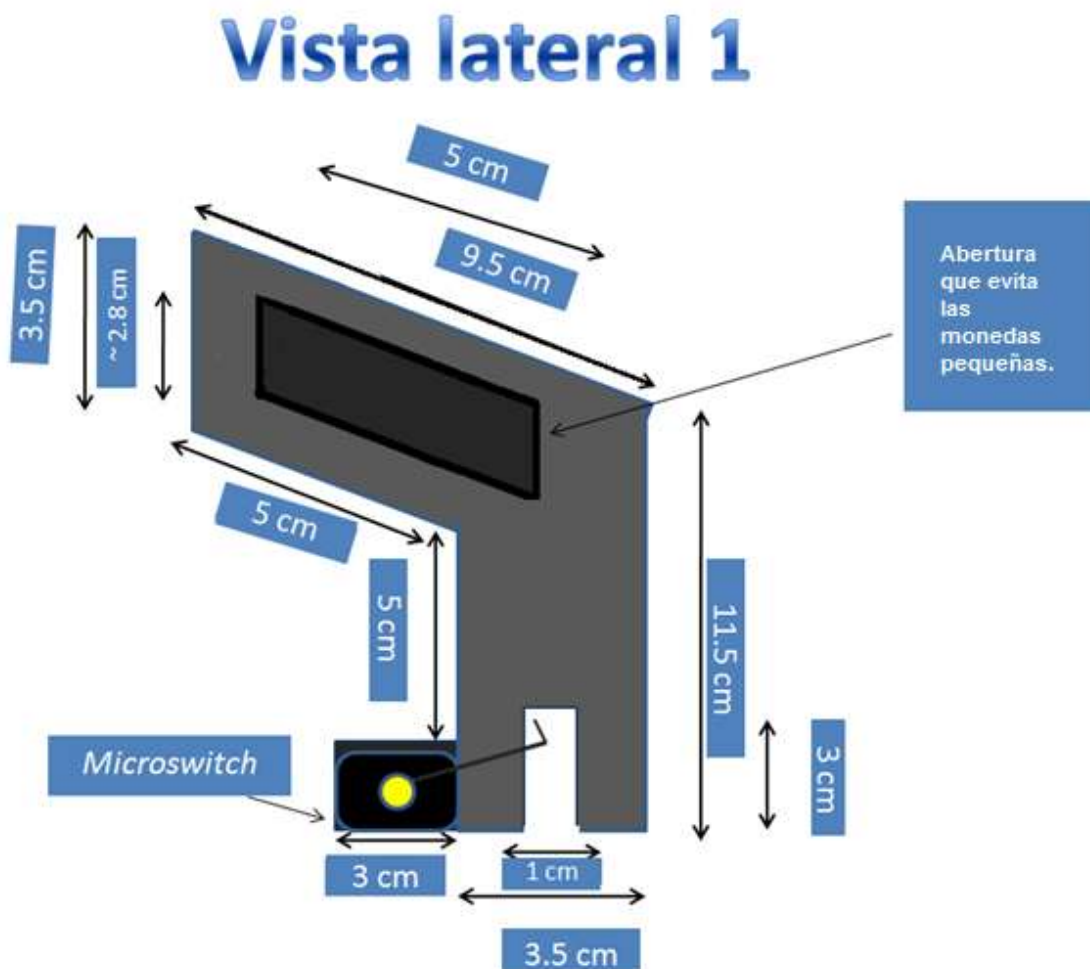 Vista lateral 1
5 cm
9.5 cm
3.5 cm
~ 2.8 cm
Abertura
que evita
las
monedas
pequeñas.
5 cm
5 cm
11.5 cm
Microswitch
3 cm
3 cm
1 cm
3.5 cm